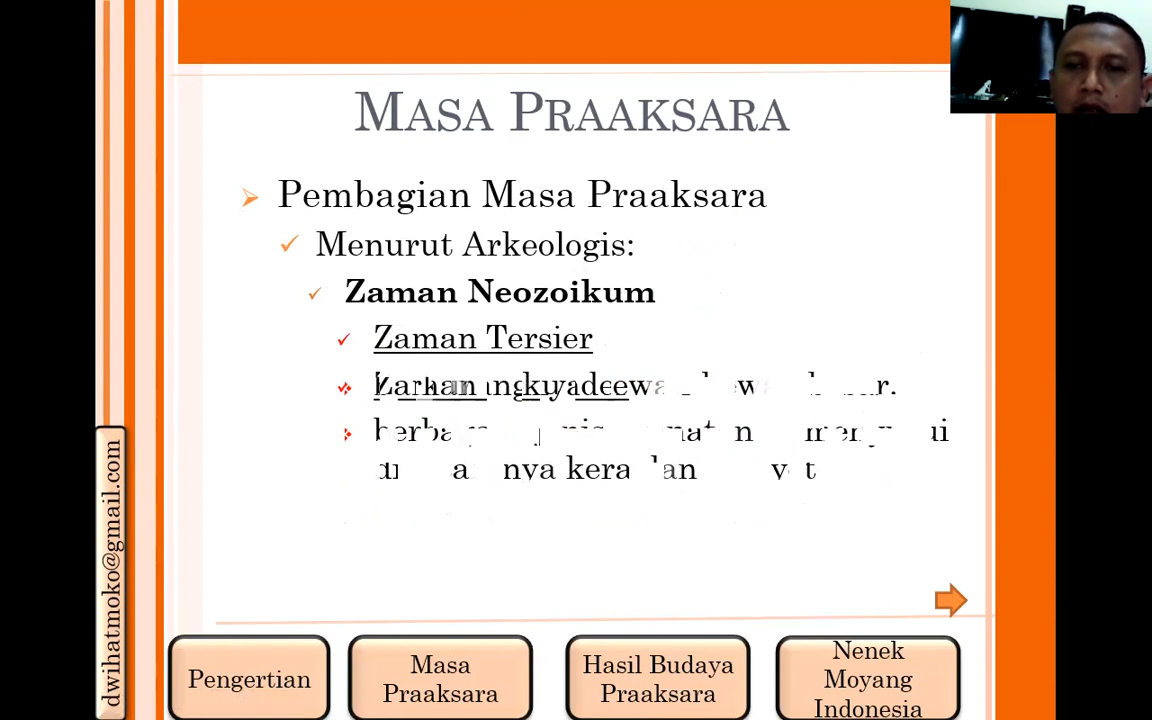 MASA PRAAKSARA
Pembagian Masa Praaksara
Menurut Arkeologis:
Zaman Neozoikum
Zaman Tersier
kera
dwihatmoko@gmail.com
Pengertian
Masa
Praaksara
Hasil Budaya
Praaksara
Nenek
Moyang
Indonesia